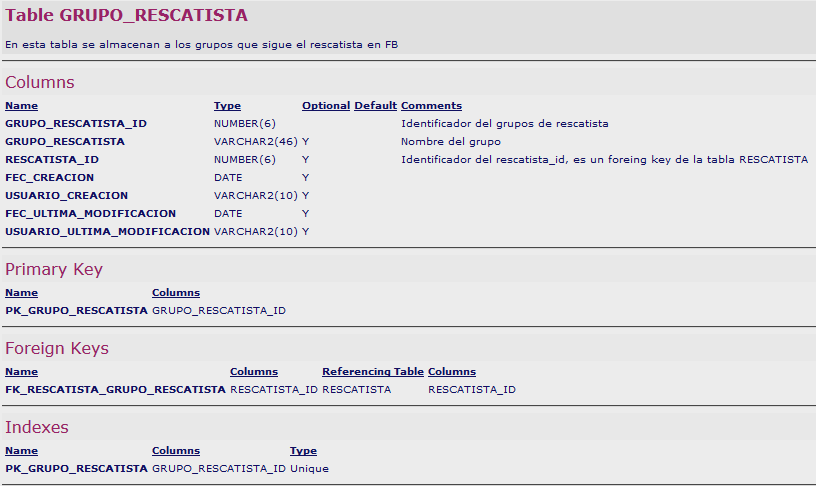 Table GRUPO_RESCATISTA
En esta tabla se almacenan a los grupos que sigue el rescatista en FB
Columns
Name Type Optional Default Comments
GRUPO_RESCATISTA_ID NUMBER(6) Identificador del grupos de rescatista
GRUPO_RESCATISTA VARCHAR2(46) Y Nombre del grupo
RESCATISTA_ID NUMBER(6) Y Identificador del rescatista_id, es un foreing key de la tabla RESCATISTA
FEC_CREACION DATE Y
USUARIO_CREACION VARCHAR2(10) Y
FEC_ULTIMA_MODIFICACION DATE Y
USUARIO_ULTIMA_MODIFICACION VARCHAR2(10) Y
Primary Key
Name Columns
PK_GRUPO_RESCATISTA GRUPO_RESCATISTA_ID
Foreign Keys
Name Columns Referencing Table Columns
FK_RESCATISTA_GRUPO_RESCATISTA RESCATISTA_ID RESCATISTA RESCATISTA_ID
Indexes
Name Columns Type
PK_GRUPO_RESCATISTA GRUPO_RESCATISTA_ID Unique